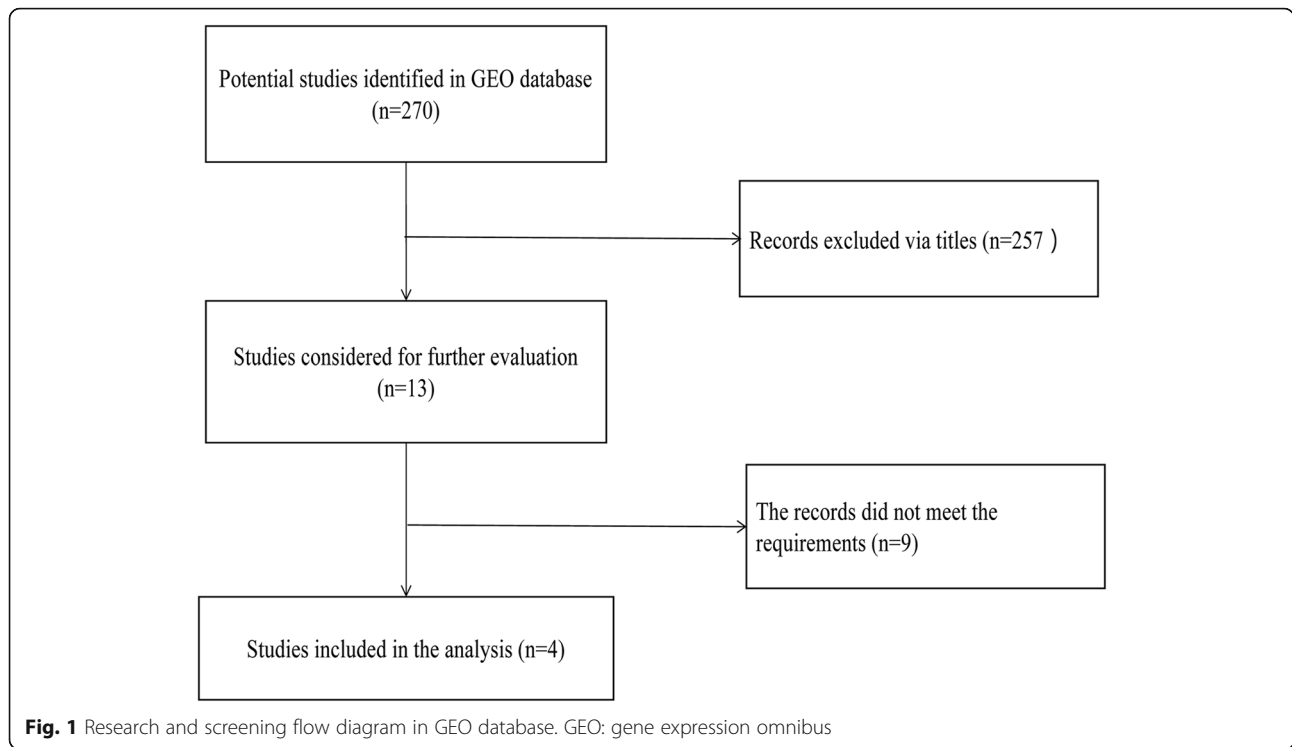 Potential studies identified in GEO database
(n=270)
Records excluded via titles (n=257 )
Studies considered for further evaluation
(n=13)
The records did not meet the
requirements (n=9)
Studies included in the analysis (n=4)
Fig. 1 Research and screening flow diagram in GEO database. GEO: gene expression omnibus